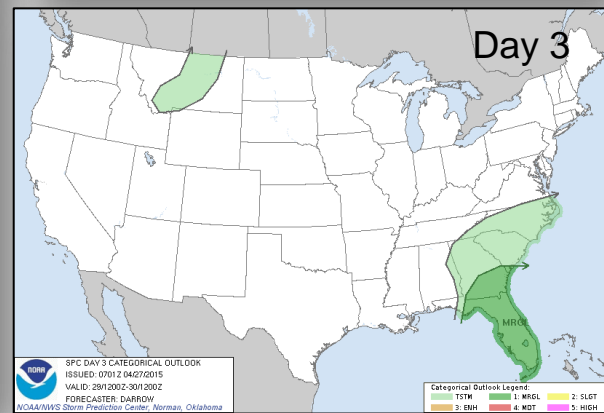 Day 3
MRGL
NOAA
SPC DAY 3 CATEGORICAL OUTLOOK
ISSUED: 0701Z 04/27/2015
VALID: 29/1200Z-30/1200Z
FORECASTER: DARROW
NOAA/NWS Storm Prediction Center, Norman, Oklahoma
Categorical Outlook Legend:
TSTM 1: MRGL 2: SLGT
3: ENH 4: MDT 5: HIGH